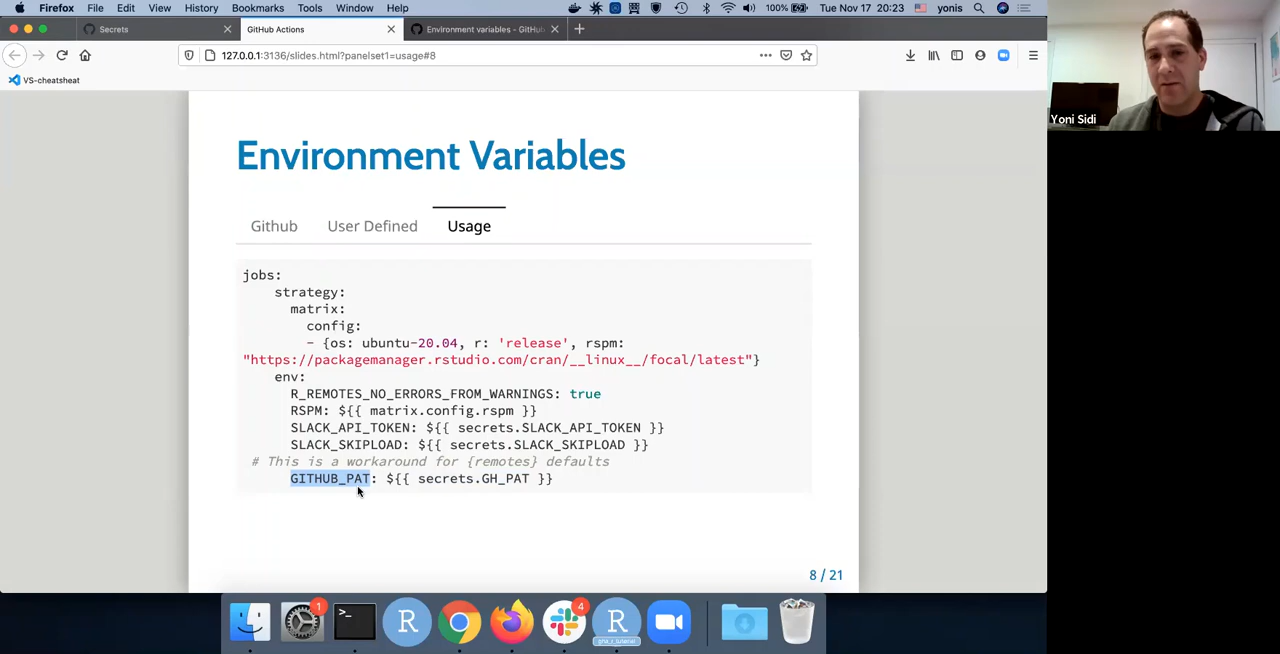 Firefox File Edit View History Bookmarks Tools Window Help 100% Tue Nov 17 20:23 yonis
Secrets GitHub Actions Environment variables - GitHub
127.0.0.1:3136/slides.html?panelset1=usage#8
VS-cheatsheat
Yoni Sidi
Environment Variables
Github User Defined Usage
jobs:
strategy:
matrix:
config:
- {os: ubuntu-20.04, r: 'release', rspm:
"https://packagemanager.rstudio.com/cran/__linux__/focal/latest"}
env:
R_REMOTES_NO_ERRORS_FROM_WARNINGS: true
RSPM: ${{ matrix.config.rspm }}
SLACK_API_TOKEN: ${{ secrets.SLACK_API_TOKEN }}
SLACK_SKIPLOAD: ${{ secrets.SLACK_SKIPLOAD }}
# This is a workaround for {remotes} defaults
GITHUB_PAT: ${{ secrets.GH_PAT }}
8 / 21
1
>_
R
4
R